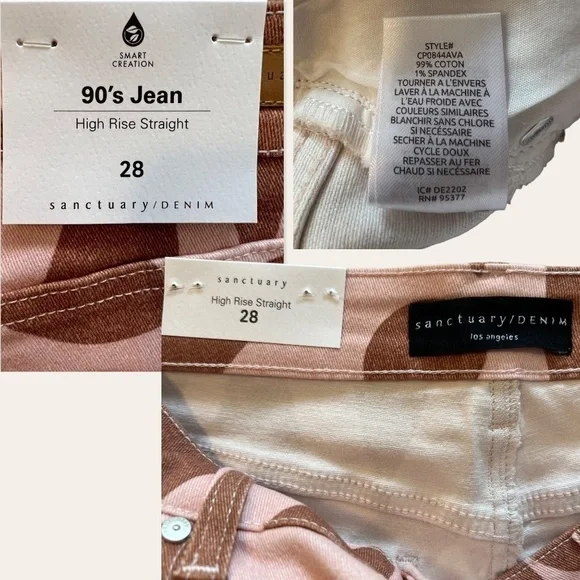 SMART
CREATION
90's Jean
High Rise Straight
28
sanctuary/DENIM
STYLE#
CP0844AVA
99% COTON
1% SPANDEX
TOURNER A L'ENVERS
LAVER À LA MACHINE À
L'EAU FROIDE AVEC
COULEURS SIMILAIRES
BLANCHIR SANS CHLORE
SI NÉCESSAIRE
SECHER À LA MACHINE
CYCLE DOUX
REPASSER AU FER
CHAUD SI NÉCESSAIRE
IC# DE2202
RN# 95377
sanctuary
High Rise Straight
28
sanctuary/DENIM
los angeles